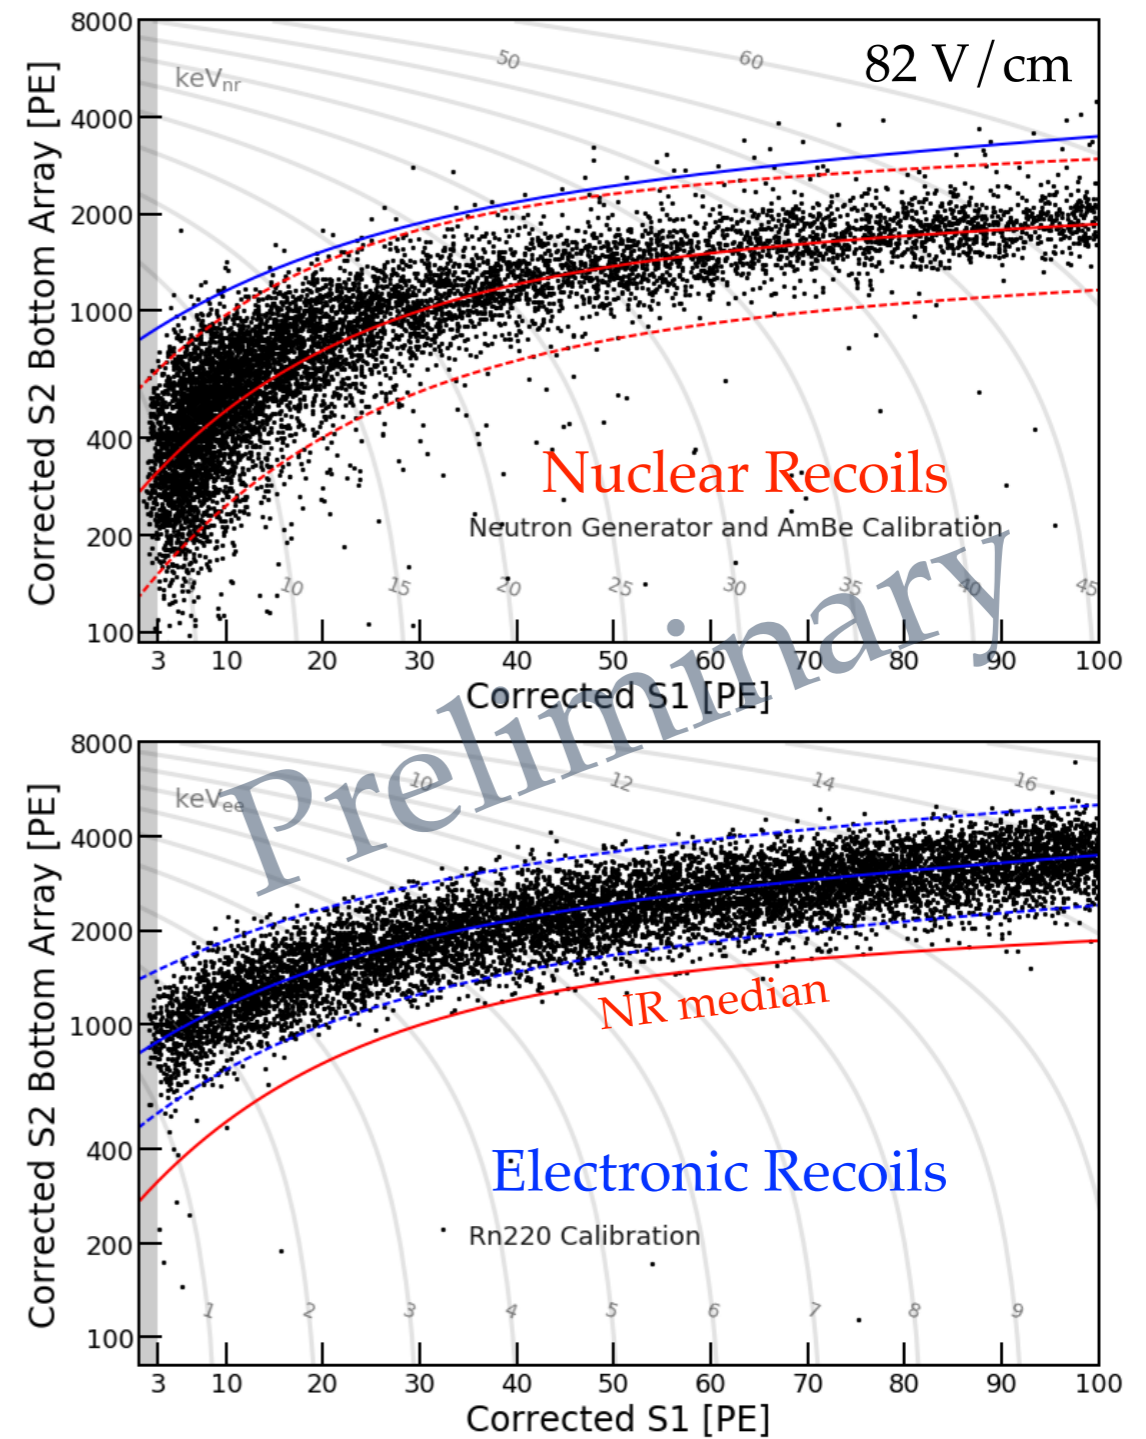 8000
4000
2000
1000
400
200
100
Corrected S2 Bottom Array [PE]
keVnr
50
60
82 V/cm
Nuclear Recoils
Neutron Generator and AmBe Calibration
10
15
20
25
30
35
40
45
3 10 20 30 40 50 60 70 80 90 100
Corrected S1 [PE]
Preliminary
8000
4000
2000
1000
400
200
100
Corrected S2 Bottom Array [PE]
keVee
10
12
14
16
NR median
Electronic Recoils
Rn220 Calibration
1
2
3
4
5
6
7
8
9
3 10 20 30 40 50 60 70 80 90 100
Corrected S1 [PE]